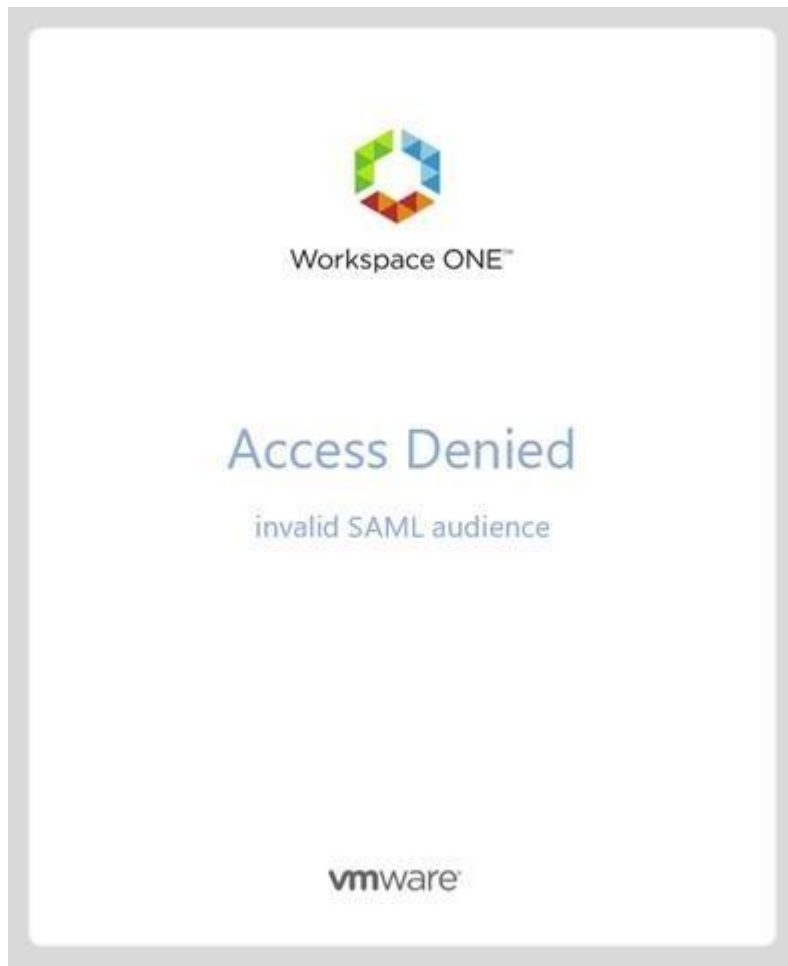 Workspace ONE™
Access Denied
invalid SAML audience
vmware